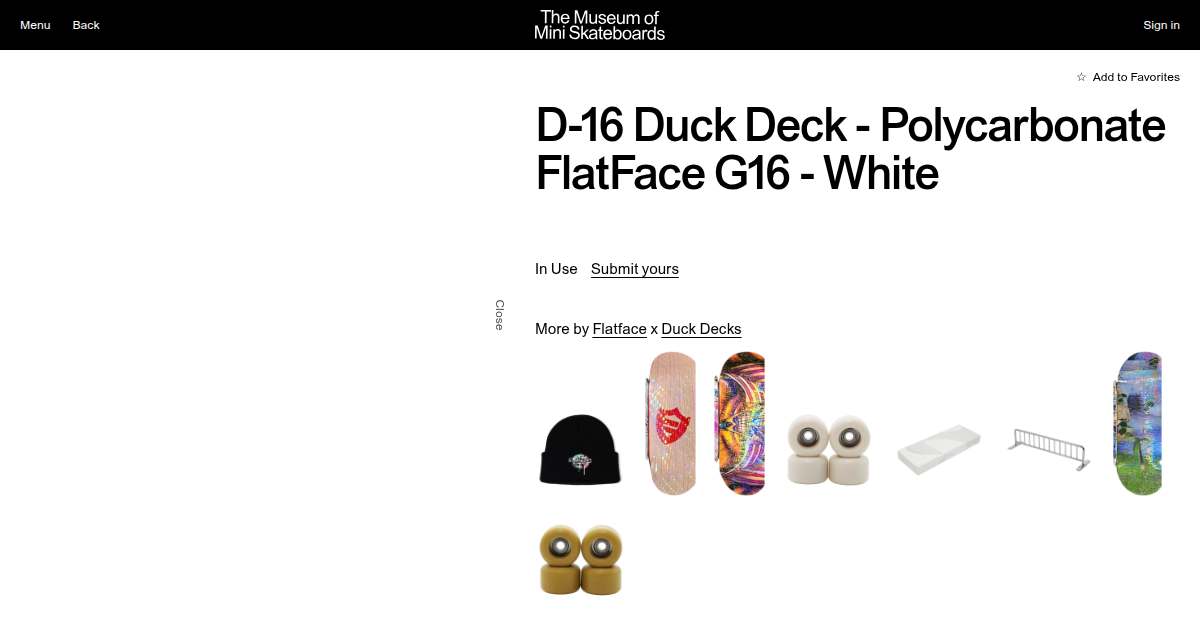 Menu
Back
The Museum of
Mini Skateboards
Sign in
☆ Add to Favorites
D-16 Duck Deck - Polycarbonate
FlatFace G16 - White
In Use Submit yours
Close
More by Flatface x Duck Decks